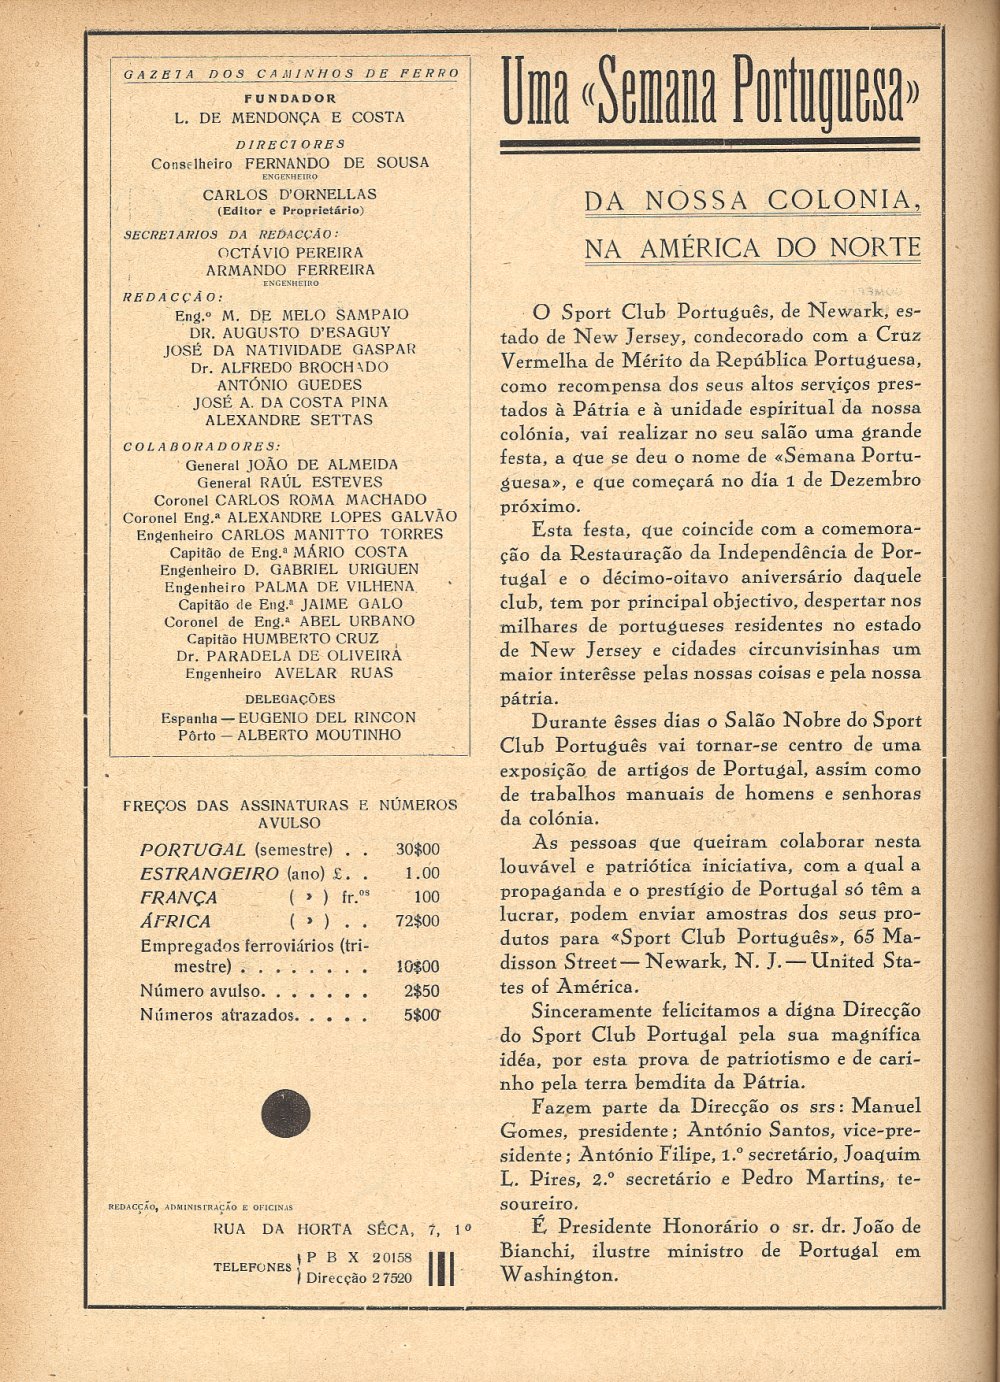 GAZETA DOS CAMINHOS DE FERRO
FUNDADOR
L. DE MENDONÇA E COSTA
DIRECTORES
Conselheiro FERNANDO DE SOUSA
ENGENHEIRO
CARLOS D'ORNELLAS
(Editor e Proprietário)
SECRETARIOS DA REDACÇÃO:
OCTÁVIO PEREIRA
ARMANDO FERREIRA
ENGENHEIRO
REDACÇÃO:
Eng.º M. DE MELO SAMPAIO
DR. AUGUSTO D'ESAGUY
JOSÉ DA NATIVIDADE GASPAR
Dr. ALFREDO BROCHADO
ANTÓNIO GUEDES
JOSÉ A. DA COSTA PINA
ALEXANDRE SETTAS
COLABORADORES:
General JOÃO DE ALMEIDA
General RAÚL ESTEVES
Coronel CARLOS ROMA MACHADO
Coronel Eng.ª ALEXANDRE LOPES GALVÃO
Engenheiro CARLOS MANITTO TORRES
Capitão de Eng.ª MÁRIO COSTA
Engenheiro D. GABRIEL URIGUEN
Engenheiro PALMA DE VILHENA
Capitão de Eng.ª JAIME GALO
Coronel de Eng.ª ABEL URBANO
Capitão HUMBERTO CRUZ
Dr. PARADELA DE OLIVEIRA
Engenheiro AVELAR RUAS
DELEGAÇÕES
Espanha — EUGENIO DEL RINCON
Pôrto — ALBERTO MOUTINHO
PREÇOS DAS ASSINATURAS E NÚMEROS
AVULSO
PORTUGAL (semestre) . . 30$00
ESTRANGEIRO (ano) £. . 1.00
FRANÇA ( » ) fr.os 100
ÁFRICA ( » ) . . 72$00
Empregados ferroviários (tri-
mestre) . . . . . . . . 10$00
Número avulso. . . . . . . 2$50
Números atrazados. . . . . 5$00
REDACÇÃO, ADMINISTRAÇÃO E OFICINAS
RUA DA HORTA SÊCA, 7, 1º
TELEFONES
P B X 20158
Direcção 27520
Uma «Semana Portuguesa»
DA NOSSA COLONIA,
NA AMÉRICA DO NORTE
O Sport Club Português, de Newark, es-
tado de New Jersey, condecorado com a Cruz
Vermelha de Mérito da República Portuguesa,
como recompensa dos seus altos serviços pres-
tados à Pátria e à unidade espiritual da nossa
colónia, vai realizar no seu salão uma grande
festa, a que se deu o nome de «Semana Portu-
guesa», e que começará no dia 1 de Dezembro
próximo.
Esta festa, que coincide com a comemora-
ção da Restauração da Independência de Por-
tugal e o décimo-oitavo aniversário daquele
club, tem por principal objectivo, despertar nos
milhares de portugueses residentes no estado
de New Jersey e cidades circunvisinhas um
maior interêsse pelas nossas coisas e pela nossa
pátria.
Durante êsses dias o Salão Nobre do Sport
Club Português vai tornar-se centro de uma
exposição de artigos de Portugal, assim como
de trabalhos manuais de homens e senhoras
da colónia.
As pessoas que queiram colaborar nesta
louvável e patriótica iniciativa, com a qual a
propaganda e o prestígio de Portugal só têm a
lucrar, podem enviar amostras dos seus pro-
dutos para «Sport Club Português», 65 Ma-
disson Street — Newark, N. J. — United Sta-
tes of América.
Sinceramente felicitamos a digna Direcção
do Sport Club Portugal pela sua magnífica
idéa, por esta prova de patriotismo e de cari-
nho pela terra bemdita da Pátria.
Fazem parte da Direcção os srs: Manuel
Gomes, presidente; António Santos, vice-pre-
sidente; António Filipe, 1.º secretário, Joaquim
L. Pires, 2.º secretário e Pedro Martins, te-
soureiro.
É Presidente Honorário o sr. dr. João de
Bianchi, ilustre ministro de Portugal em
Washington.